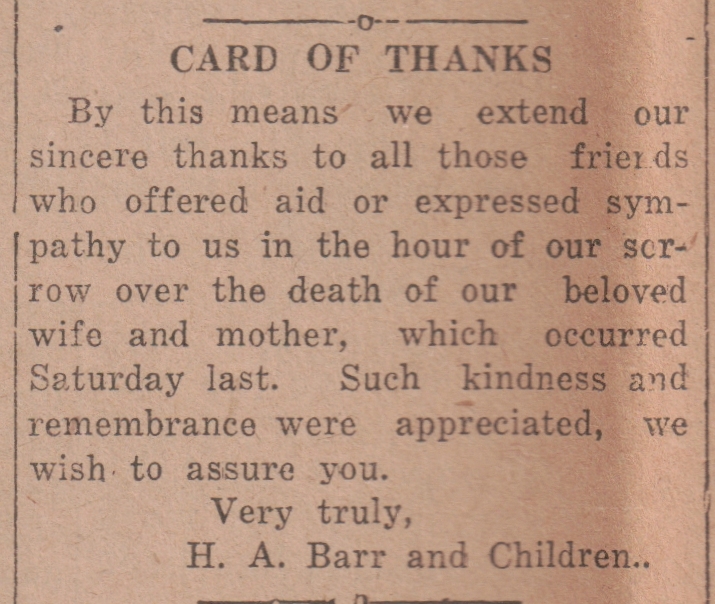 CARD OF THANKS
By this means we extend our
sincere thanks to all those friends
who offered aid or expressed sym-
pathy to us in the hour of our sor-
row over the death of our beloved
wife and mother, which occurred
Saturday last. Such kindness and
remembrance were appreciated, we
wish to assure you.
Very truly,
H. A. Barr and Children..